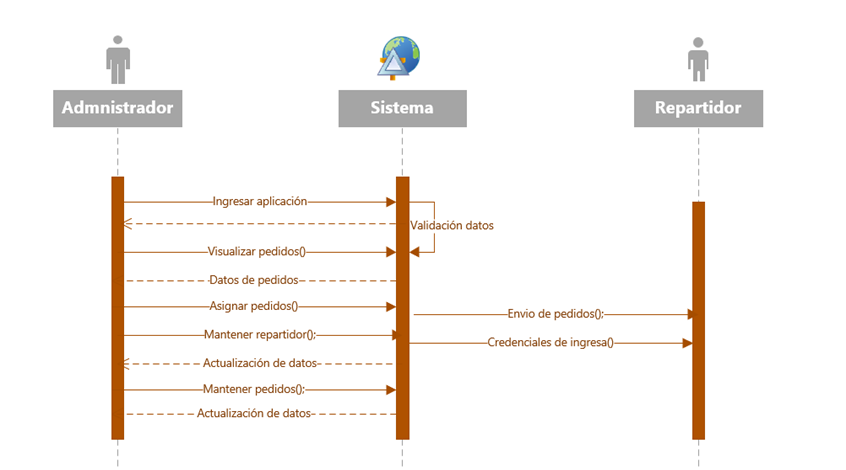 Admnistrador
Sistema
Repartidor
Ingresar aplicación
Validación datos
Visualizar pedidos()
Datos de pedidos
Asignar pedidos()
Envio de pedidos();
Mantener repartidor();
Credenciales de ingresa()
Actualización de datos
Mantener pedidos();
Actualización de datos